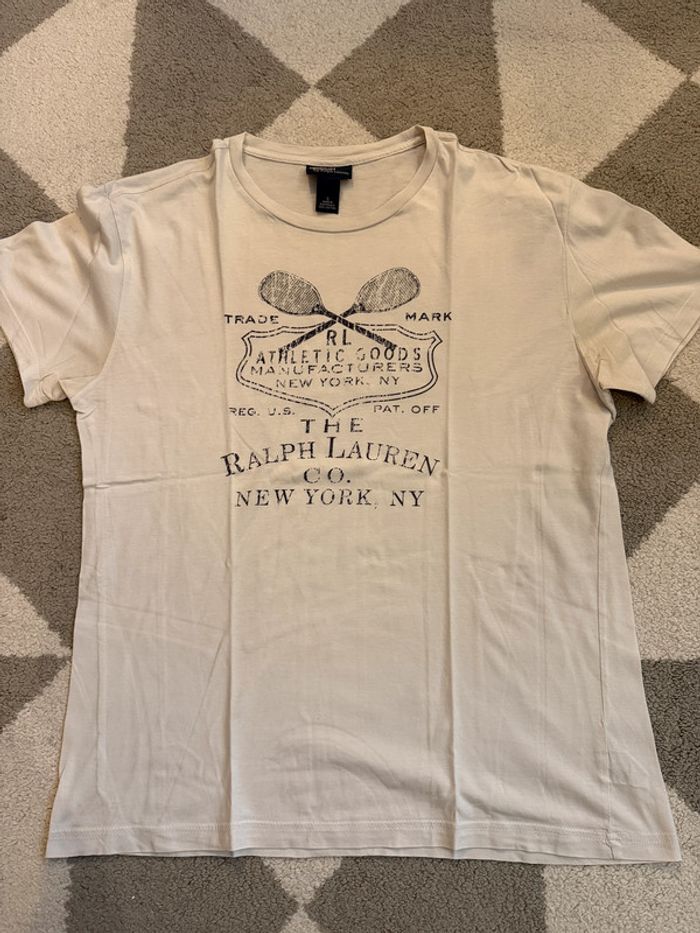 TRADE MARK
RL
ATHLETIC GOODS
MANUFACTURERS
NEW YORK, NY
REG. U.S. PAT. OFF
THE
RALPH LAUREN
CO.
NEW YORK, NY